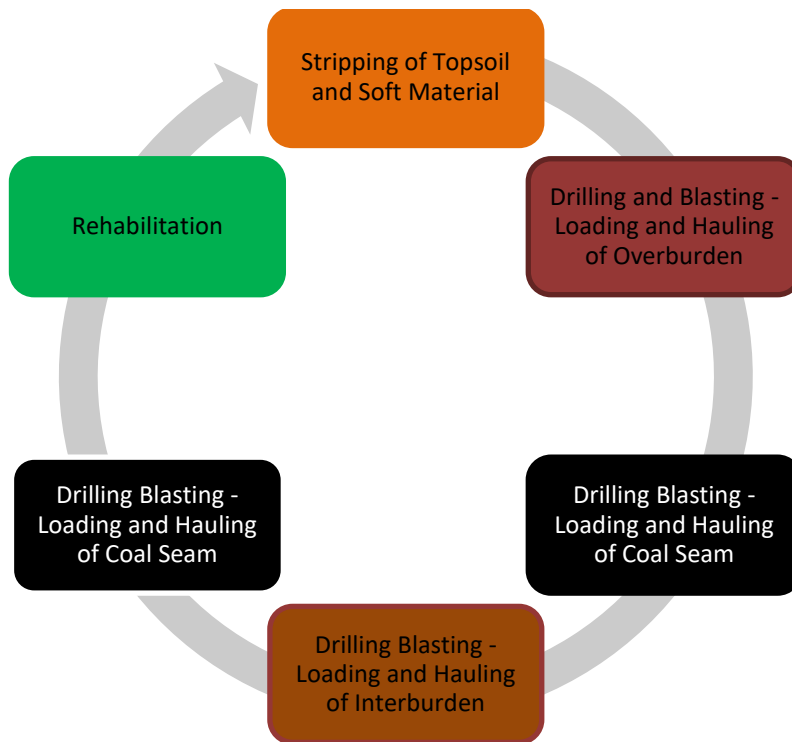 Stripping of Topsoil
and Soft Material
Drilling and Blasting -
Loading and Hauling
of Overburden
Drilling Blasting -
Loading and Hauling
of Coal Seam
Drilling Blasting -
Loading and Hauling
of Interburden
Drilling Blasting -
Loading and Hauling
of Coal Seam
Rehabilitation